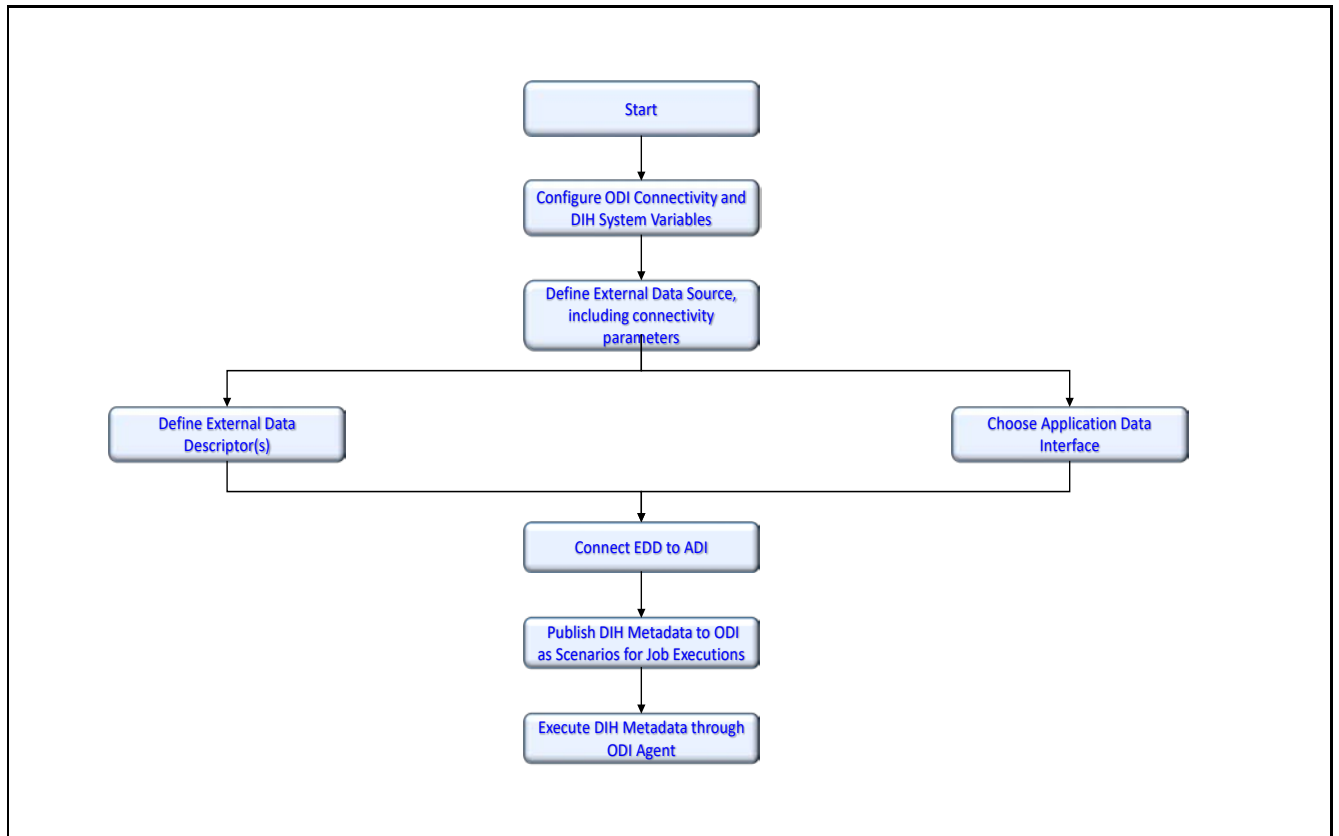 Start
Configure ODI Connectivity and
DIH System Variables
Define External Data Source,
including connectivity
parameters
Define External Data
Descriptor(s)
Choose Application Data
Interface
Connect EDD to ADI
Publish DIH Metadata to ODI
as Scenarios for Job Executions
Execute DIH Metadata through
ODI Agent